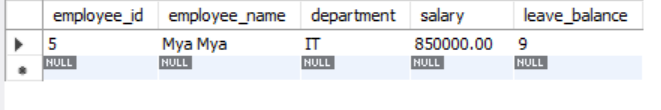 employee_id employee_name department salary leave_balance
5 Mya Mya IT 850000.00 9
NULL NULL NULL NULL NULL